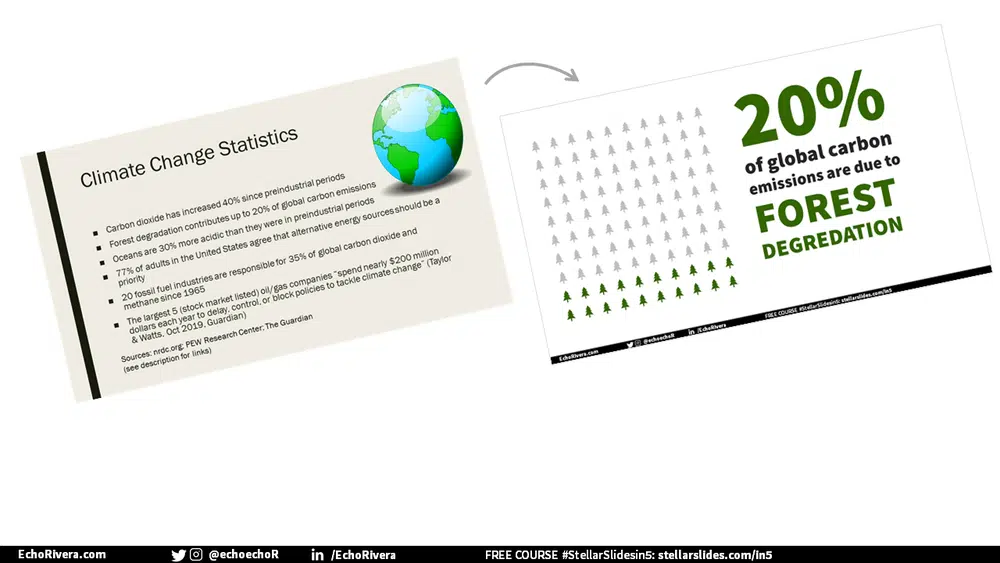 Climate Change Statistics
Carbon dioxide has increased 40% since preindustrial periods
Forest degradation contributes up to 20% of global carbon emissions
Oceans are 30% more acidic than they were in preindustrial periods
77% of adults in the United States agree that alternative energy sources should be a
priority
20 fossil fuel industries are responsible for 35% of global carbon dioxide and
methane since 1965
The largest 5 (stock market listed) oil/gas companies "spend nearly $200 million
dollars each year to delay, control, or block policies to tackle climate change" (Taylor
& Watts, Oct 2019, Guardian)
Sources: nrdc.org; PEW Research Center; The Guardian
(see description for links)
20%
of global carbon
emissions are due to
FOREST
DEGREDATION
EchoRivera.com @echoechoR /EchoRivera FREE COURSE #StellarSlidesin5: stellarslides.com/in5
EchoRivera.com @echoechoR in /EchoRivera FREE COURSE #StellarSlidesin5: stellarslides.com/in5